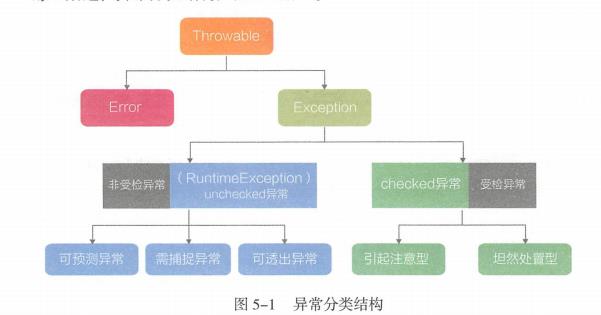 Throwable
Error
Exception
非受检异常
（RuntimeException）
unchecked异常
checked异常
受检异常
可预测异常
需捕捉异常
可透出异常
引起注意型
坦然处置型
图 5-1 异常分类结构